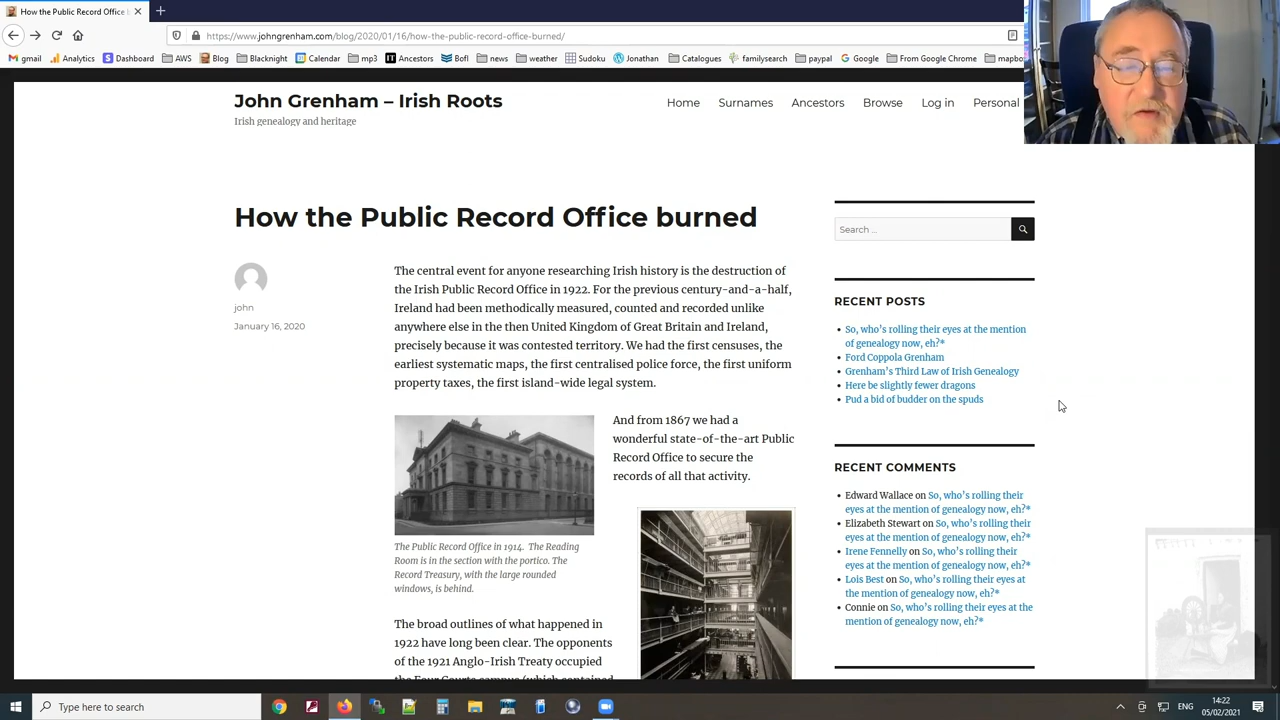 How the Public Record Office b
https://www.johngrenham.com/blog/2020/01/16/how-the-public-record-office-burned/
gmail Analytics Dashboard AWS Blog Blacknight Calendar mp3 Ancestors BofI news weather Sudoku Jonathan Catalogues familysearch paypal Google From Google Chrome mapbo
John Grenham – Irish Roots
Irish genealogy and heritage
Home Surnames Ancestors Browse Log in Personal
How the Public Record Office burned
john
January 16, 2020
The central event for anyone researching Irish history is the destruction of
the Irish Public Record Office in 1922. For the previous century-and-a-half,
Ireland had been methodically measured, counted and recorded unlike
anywhere else in the then United Kingdom of Great Britain and Ireland,
precisely because it was contested territory. We had the first censuses, the
earliest systematic maps, the first centralised police force, the first uniform
property taxes, the first island-wide legal system.
And from 1867 we had a
wonderful state-of-the-art Public
Record Office to secure the
records of all that activity.
The Public Record Office in 1914. The Reading
Room is in the section with the portico. The
Record Treasury, with the large rounded
windows, is behind.
The broad outlines of what happened in
1922 have long been clear. The opponents
of the 1921 Anglo-Irish Treaty occupied
the Four Courts campus (which contained
Search …
RECENT POSTS
So, who's rolling their eyes at the mention
of genealogy now, eh?*
Ford Coppola Grenham
Grenham's Third Law of Irish Genealogy
Here be slightly fewer dragons
Pud a bid of budder on the spuds
RECENT COMMENTS
Edward Wallace on So, who's rolling their
eyes at the mention of genealogy now, eh?*
Elizabeth Stewart on So, who's rolling their
eyes at the mention of genealogy now, eh?*
Irene Fennelly on So, who's rolling their
eyes at the mention of genealogy now, eh?*
Lois Best on So, who's rolling their eyes at
the mention of genealogy now, eh?*
Connie on So, who's rolling their eyes at the
mention of genealogy now, eh?*
Type here to search
ENG
14:22
05/02/2021